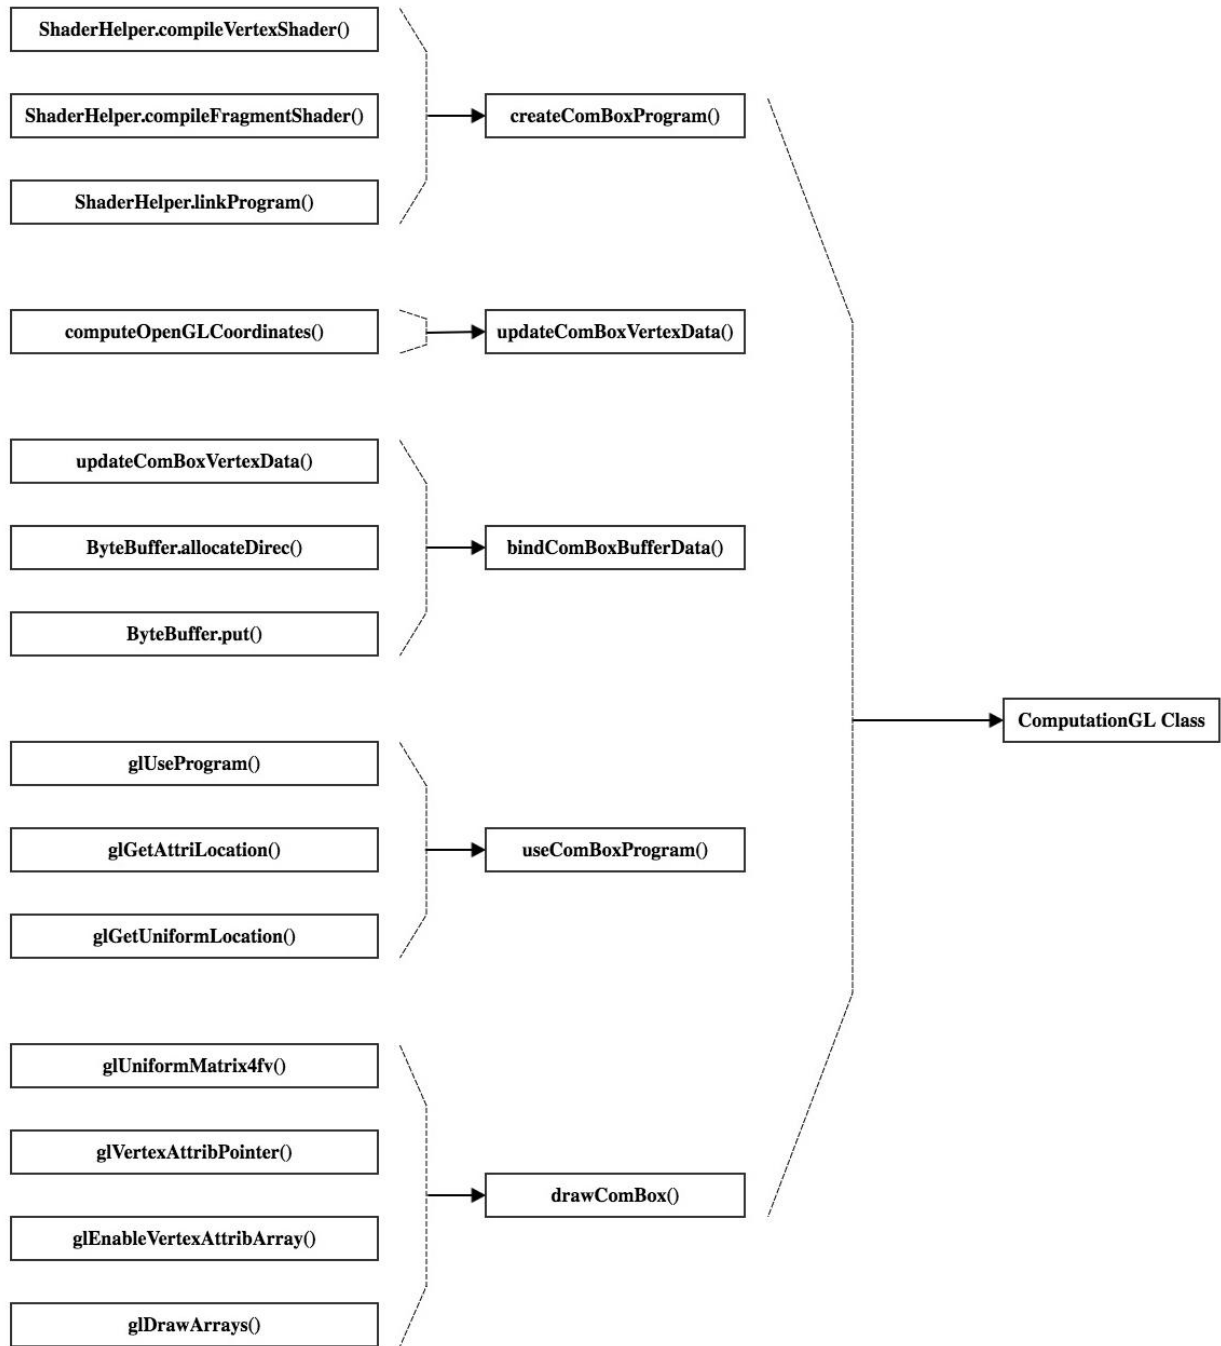 ShaderHelper.compileVertexShader()
ShaderHelper.compileFragmentShader()
createComBoxProgram()
ShaderHelper.linkProgram()
computeOpenGLCoordinates()
updateComBoxVertexData()
updateComBoxVertexData()
ByteBuffer.allocateDirec()
bindComBoxBufferData()
ByteBuffer.put()
ComputationGL Class
glUseProgram()
glGetAttriLocation()
useComBoxProgram()
glGetUniformLocation()
glUniformMatrix4fv()
glVertexAttribPointer()
drawComBox()
glEnableVertexAttribArray()
glDrawArrays()